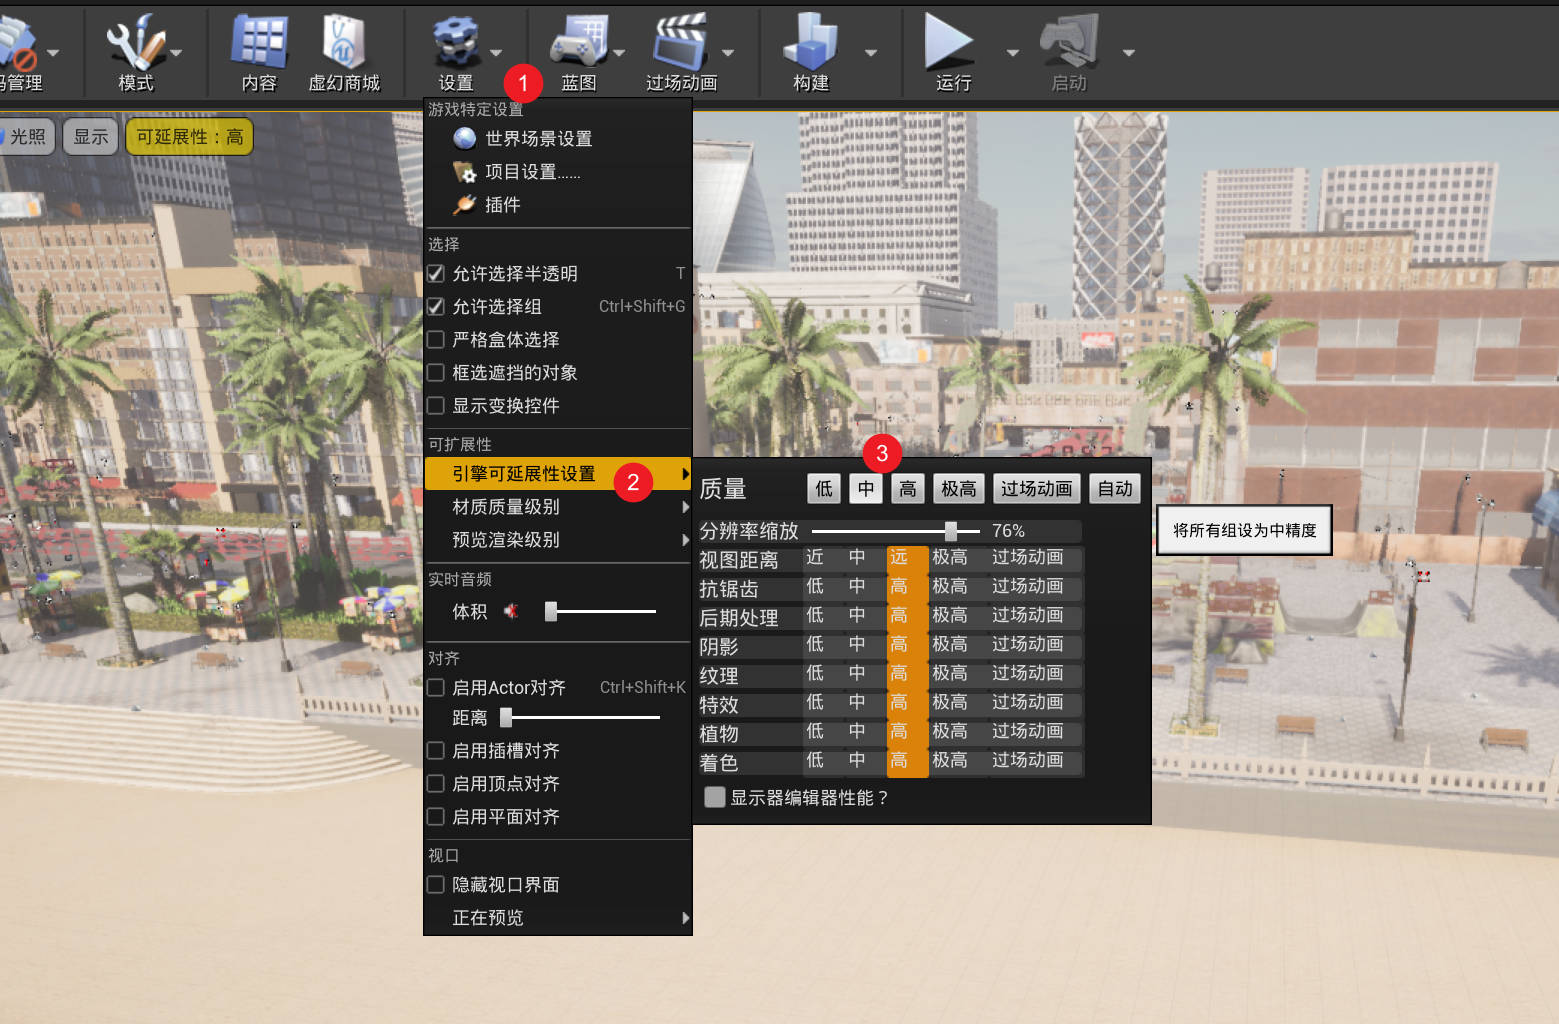 码管理
模式
内容
虚幻商城
设置
蓝图
过场动画
构建
运行
启动
1
光照
显示
可延展性：高
游戏特定设置
世界场景设置
项目设置......
插件
选择
允许选择半透明 T
允许选择组 Ctrl+Shift+G
严格盒体选择
框选遮挡的对象
显示变换控件
可扩展性
引擎可延展性设置
2
材质质量级别
预览渲染级别
实时音频
体积
对齐
启用Actor对齐 Ctrl+Shift+K
距离
启用插槽对齐
启用顶点对齐
启用平面对齐
视口
隐藏视口界面
正在预览
3
质量 低 中 高 极高 过场动画 自动
分辨率缩放 76%
视图距离 近 中 远 极高 过场动画
抗锯齿 低 中 高 极高 过场动画
后期处理 低 中 高 极高 过场动画
阴影 低 中 高 极高 过场动画
纹理 低 中 高 极高 过场动画
特效 低 中 高 极高 过场动画
植物 低 中 高 极高 过场动画
着色 低 中 高 极高 过场动画
显示器编辑器性能？
将所有组设为中精度